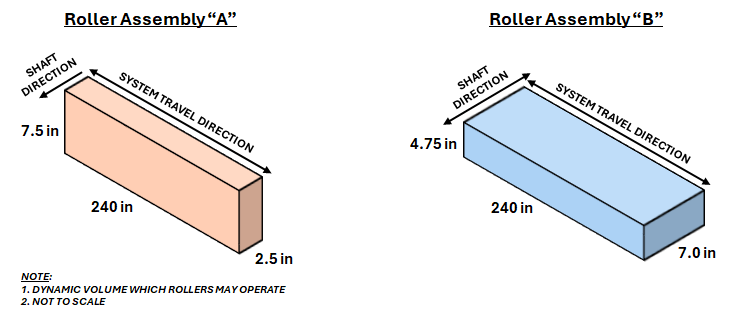 Roller Assembly “A”
SHAFT
DIRECTION
SYSTEM TRAVEL DIRECTION
7.5 in
240 in
2.5 in
NOTE:
1. DYNAMIC VOLUME WHICH ROLLERS MAY OPERATE
2. NOT TO SCALE
Roller Assembly “B”
SHAFT
DIRECTION
SYSTEM TRAVEL DIRECTION
4.75 in
240 in
7.0 in